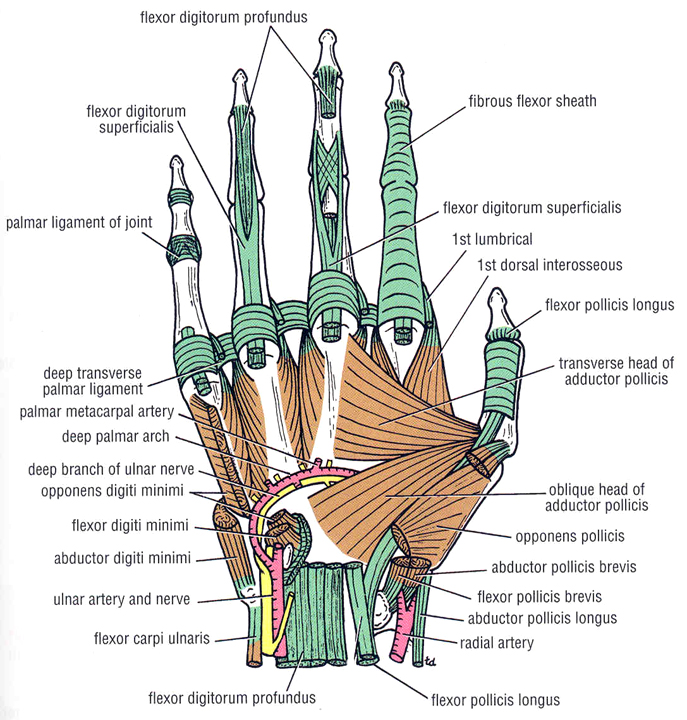 flexor digitorum profundus
flexor digitorum
superficialis
fibrous flexor sheath
palmar ligament of joint
flexor digitorum superficialis
1st lumbrical
1st dorsal interosseous
flexor pollicis longus
deep transverse
palmar ligament
transverse head of
adductor pollicis
palmar metacarpal artery
deep palmar arch
deep branch of ulnar nerve
opponens digiti minimi
oblique head of
adductor pollicis
flexor digiti minimi
opponens pollicis
abductor digiti minimi
abductor pollicis brevis
ulnar artery and nerve
flexor pollicis brevis
abductor pollicis longus
flexor carpi ulnaris
radial artery
td
flexor digitorum profundus
flexor pollicis longus